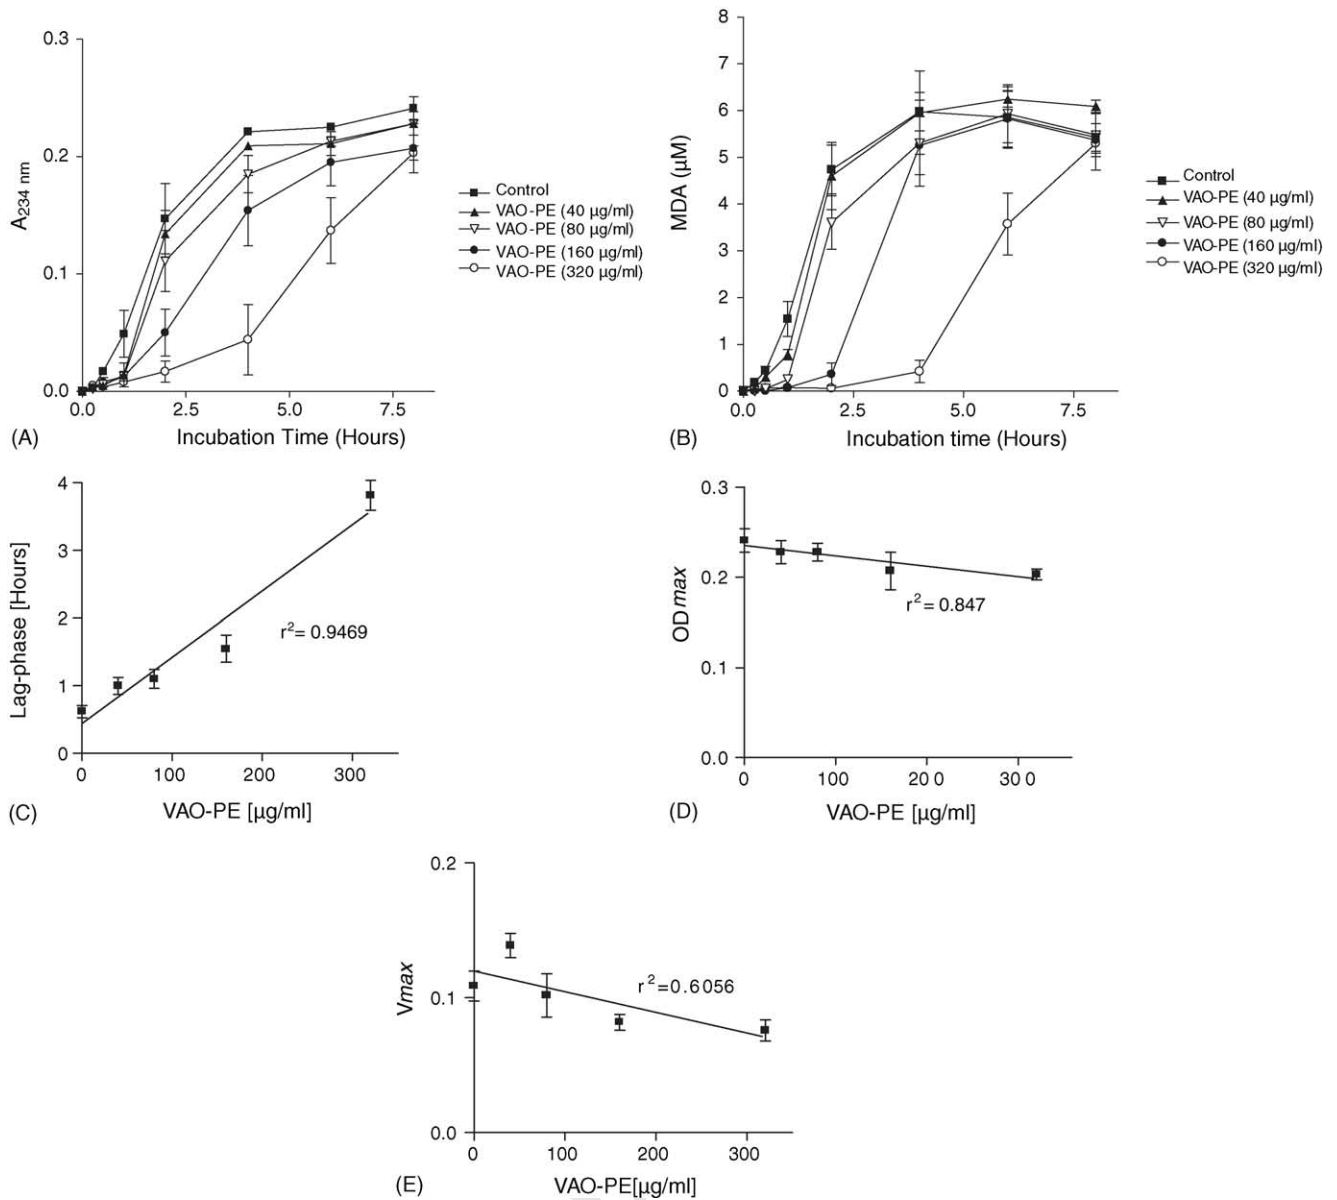 0.3
0.2
0.1
0.0
A234 nm
0.0 2.5 5.0 7.5
Incubation Time (Hours)
(A)
Control
VAO-PE (40 µg/ml)
VAO-PE (80 µg/ml)
VAO-PE (160 µg/ml)
VAO-PE (320 µg/ml)
8
7
6
5
4
3
2
1
0
MDA (µM)
0.0 2.5 5.0 7.5
Incubation time (Hours)
(B)
Control
VAO-PE (40 µg/ml)
VAO-PE (80 µg/ml)
VAO-PE (160 µg/ml)
VAO-PE (320 µg/ml)
4
3
2
1
0
Lag-phase [Hours]
r2= 0.9469
0 100 200 300
VAO-PE [µg/ml]
(C)
0.3
0.2
0.1
0.0
ODmax
r2= 0.847
0 100 20 0 30 0
VAO-PE [µg/ml]
(D)
0.2
0.1
0.0
Vmax
r2=0.6056
0 100 200 300
VAO-PE[µg/ml]
(E)